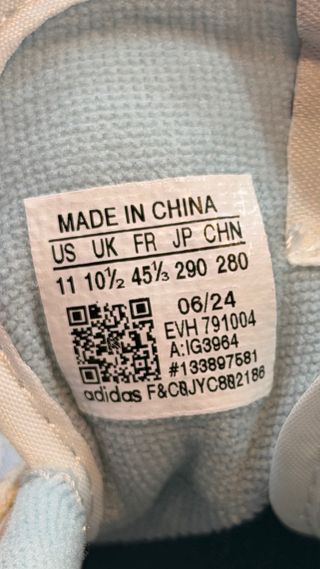 MADE IN CHINA
US UK FR JP CHN
11 10½ 45⅓ 290 280
06/24
EVH 791004
A:IG3964
#133897581
adidas F&C0JYC802186